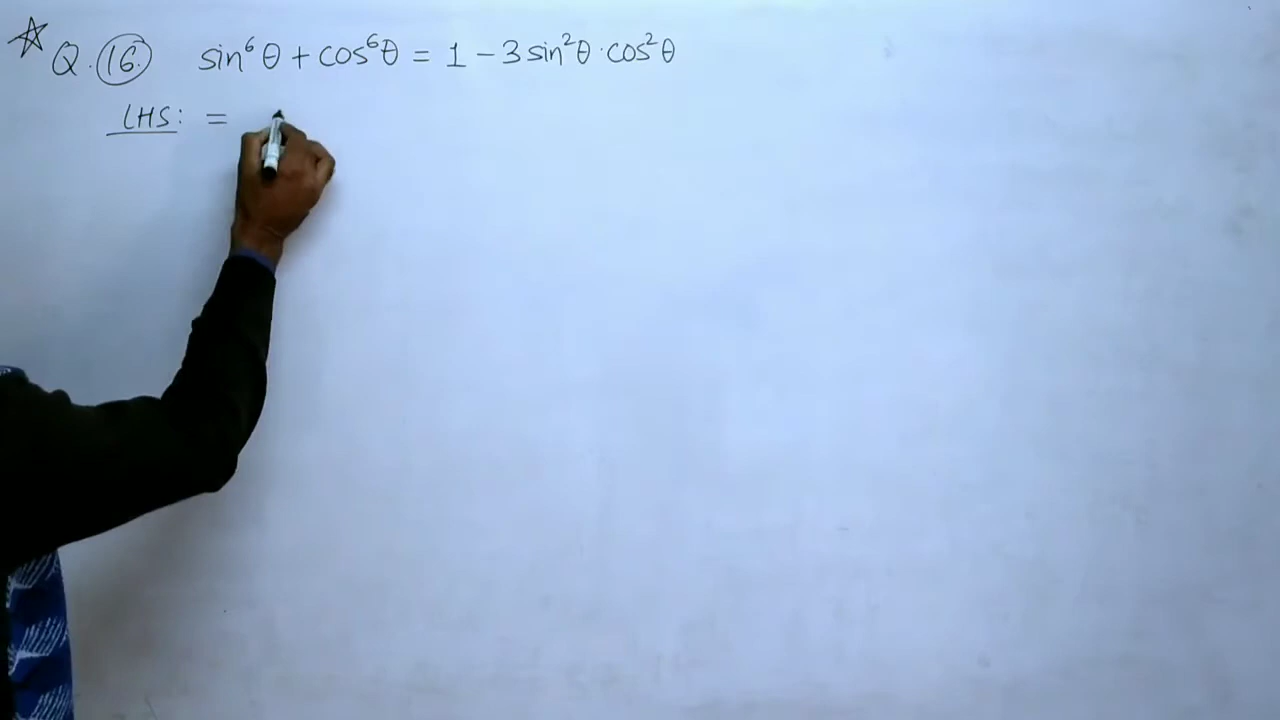 ☆ Q. 16. sin⁶θ + cos⁶θ = 1 − 3 sin²θ · cos²θ
LHS : =